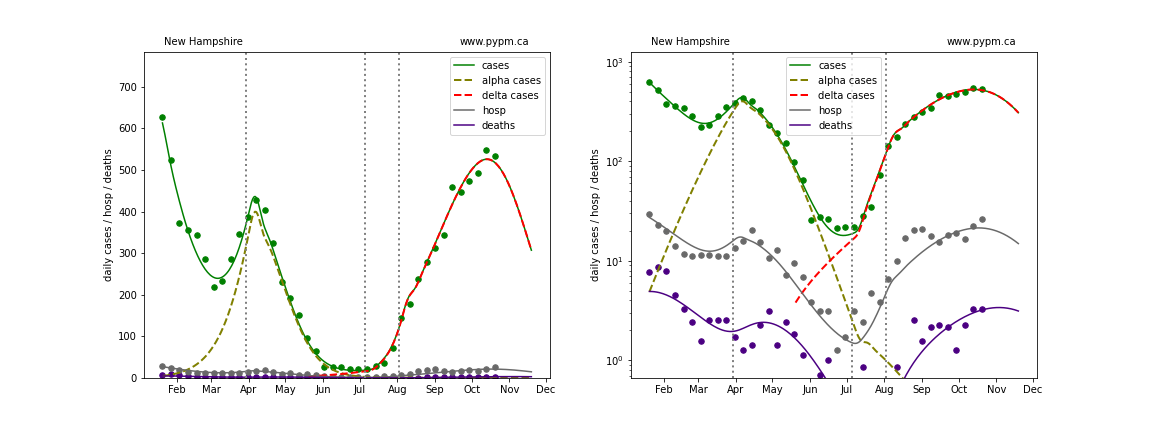 New Hampshire
www.pypm.ca
daily cases / hosp / deaths
700
600
500
400
300
200
100
0
cases
alpha cases
delta cases
hosp
deaths
Feb Mar Apr May Jun Jul Aug Sep Oct Nov Dec
New Hampshire
www.pypm.ca
daily cases / hosp / deaths
10³
10²
10¹
10⁰
cases
alpha cases
delta cases
hosp
deaths
Feb Mar Apr May Jun Jul Aug Sep Oct Nov Dec